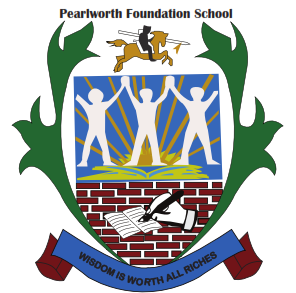 Pearlworth Foundation School
WISDOM IS WORTH ALL RICHES